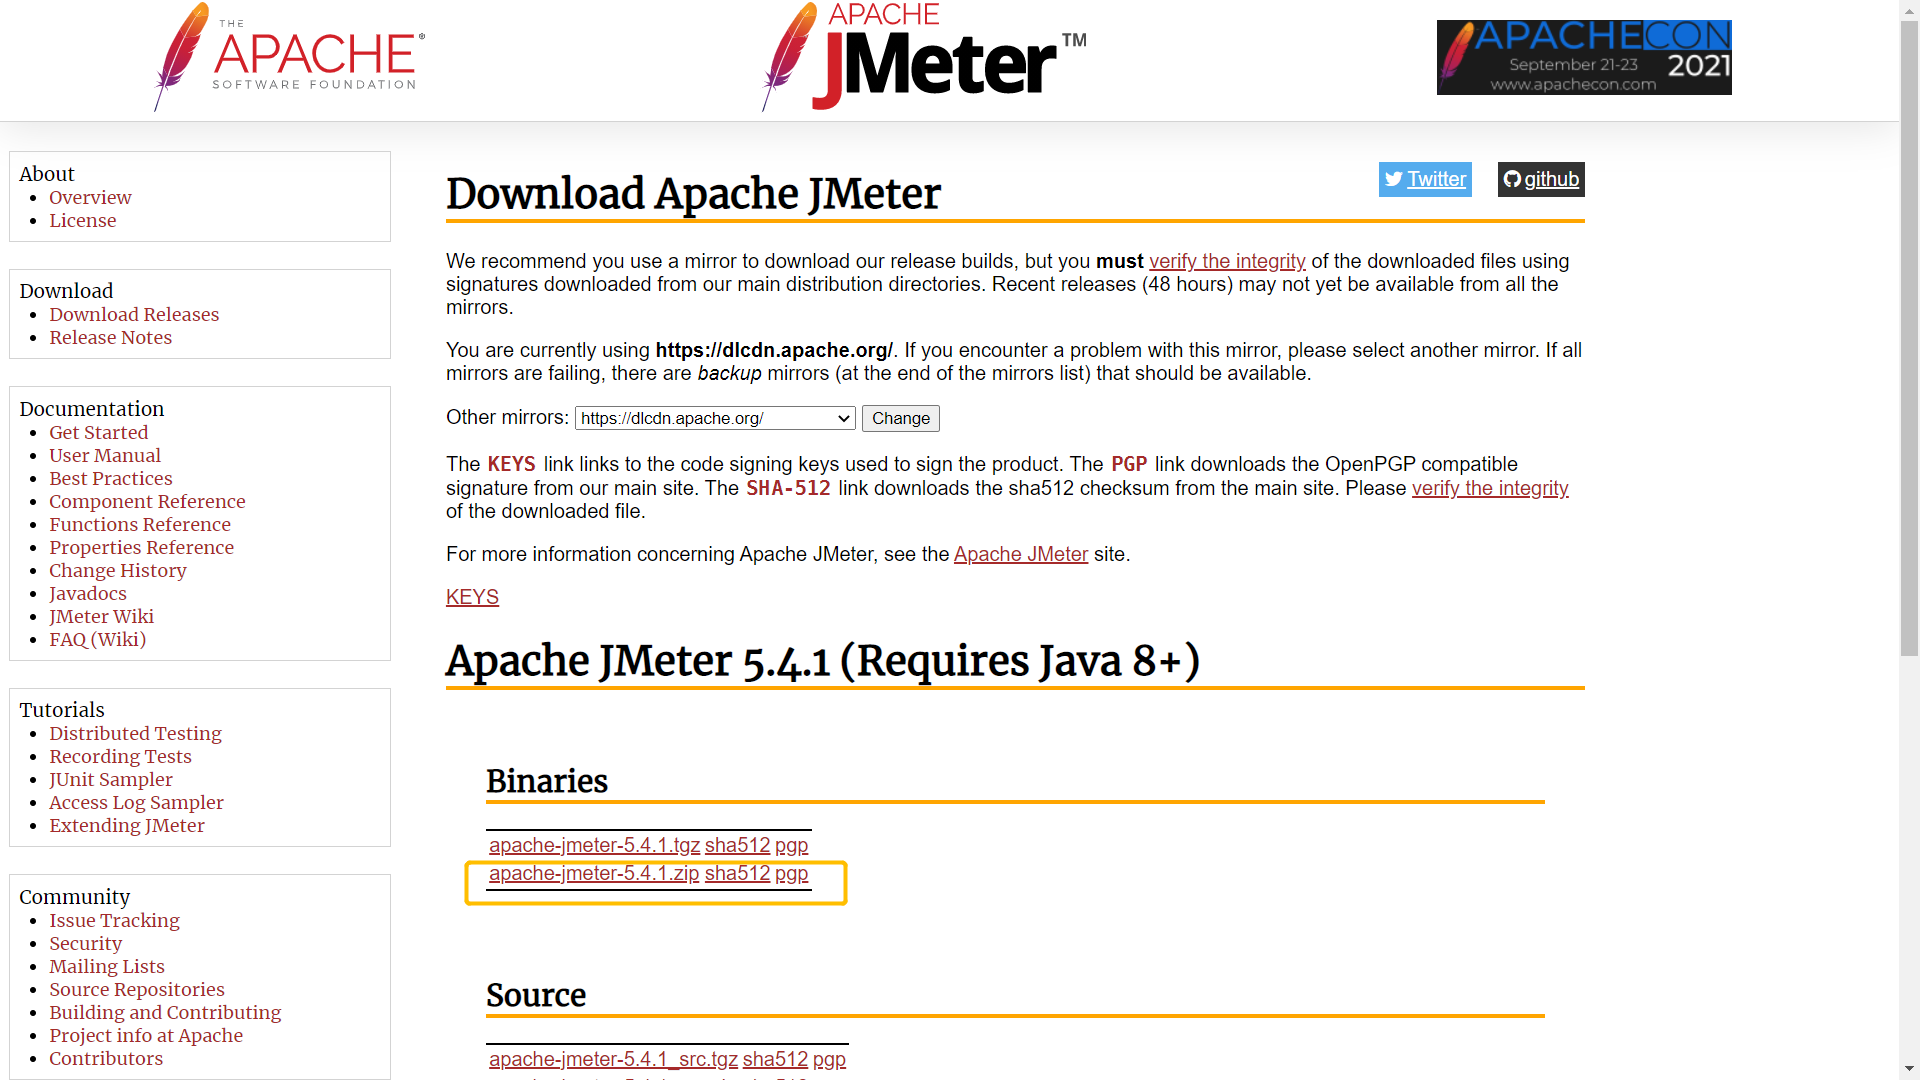 THE
APACHE®
SOFTWARE FOUNDATION
APACHE
JMeter™
APACHECON
September 21-23 2021
www.apachecon.com
About
Overview
License
Download
Download Releases
Release Notes
Documentation
Get Started
User Manual
Best Practices
Component Reference
Functions Reference
Properties Reference
Change History
Javadocs
JMeter Wiki
FAQ (Wiki)
Tutorials
Distributed Testing
Recording Tests
JUnit Sampler
Access Log Sampler
Extending JMeter
Community
Issue Tracking
Security
Mailing Lists
Source Repositories
Building and Contributing
Project info at Apache
Contributors
Twitter github
Download Apache JMeter
We recommend you use a mirror to download our release builds, but you must verify the integrity of the downloaded files using
signatures downloaded from our main distribution directories. Recent releases (48 hours) may not yet be available from all the
mirrors.
You are currently using https://dlcdn.apache.org/. If you encounter a problem with this mirror, please select another mirror. If all
mirrors are failing, there are backup mirrors (at the end of the mirrors list) that should be available.
Other mirrors: https://dlcdn.apache.org/ Change
The KEYS link links to the code signing keys used to sign the product. The PGP link downloads the OpenPGP compatible
signature from our main site. The SHA-512 link downloads the sha512 checksum from the main site. Please verify the integrity
of the downloaded file.
For more information concerning Apache JMeter, see the Apache JMeter site.
KEYS
Apache JMeter 5.4.1 (Requires Java 8+)
Binaries
apache-jmeter-5.4.1.tgz sha512 pgp
apache-jmeter-5.4.1.zip sha512 pgp
Source
apache-jmeter-5.4.1_src.tgz sha512 pgp